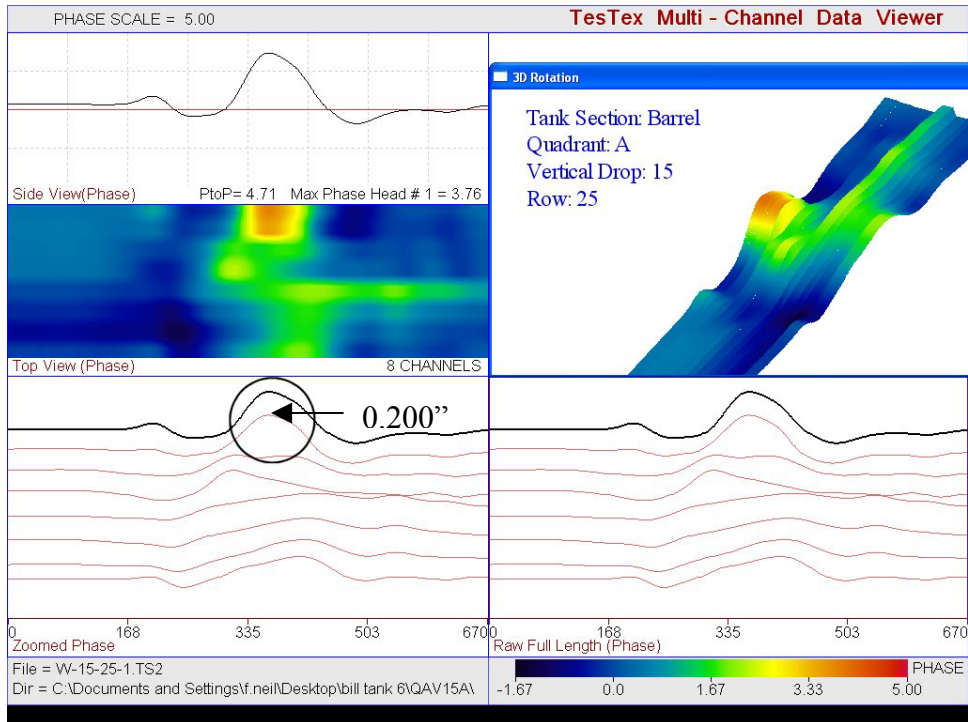 PHASE SCALE = 5.00
TesTex Multi - Channel Data Viewer
Side View(Phase) PtoP= 4.71 Max Phase Head # 1 = 3.76
3D Rotation
Tank Section: Barrel
Quadrant: A
Vertical Drop: 15
Row: 25
Top View (Phase) 8 CHANNELS
0.200”
0 168 335 503 670
Zoomed Phase
0 168 335 503 670
Raw Full Length (Phase)
File = W-15-25-1.TS2
Dir = C:\Documents and Settings\f.neil\Desktop\bill tank 6\QAV15A\
PHASE
-1.67 0.0 1.67 3.33 5.00